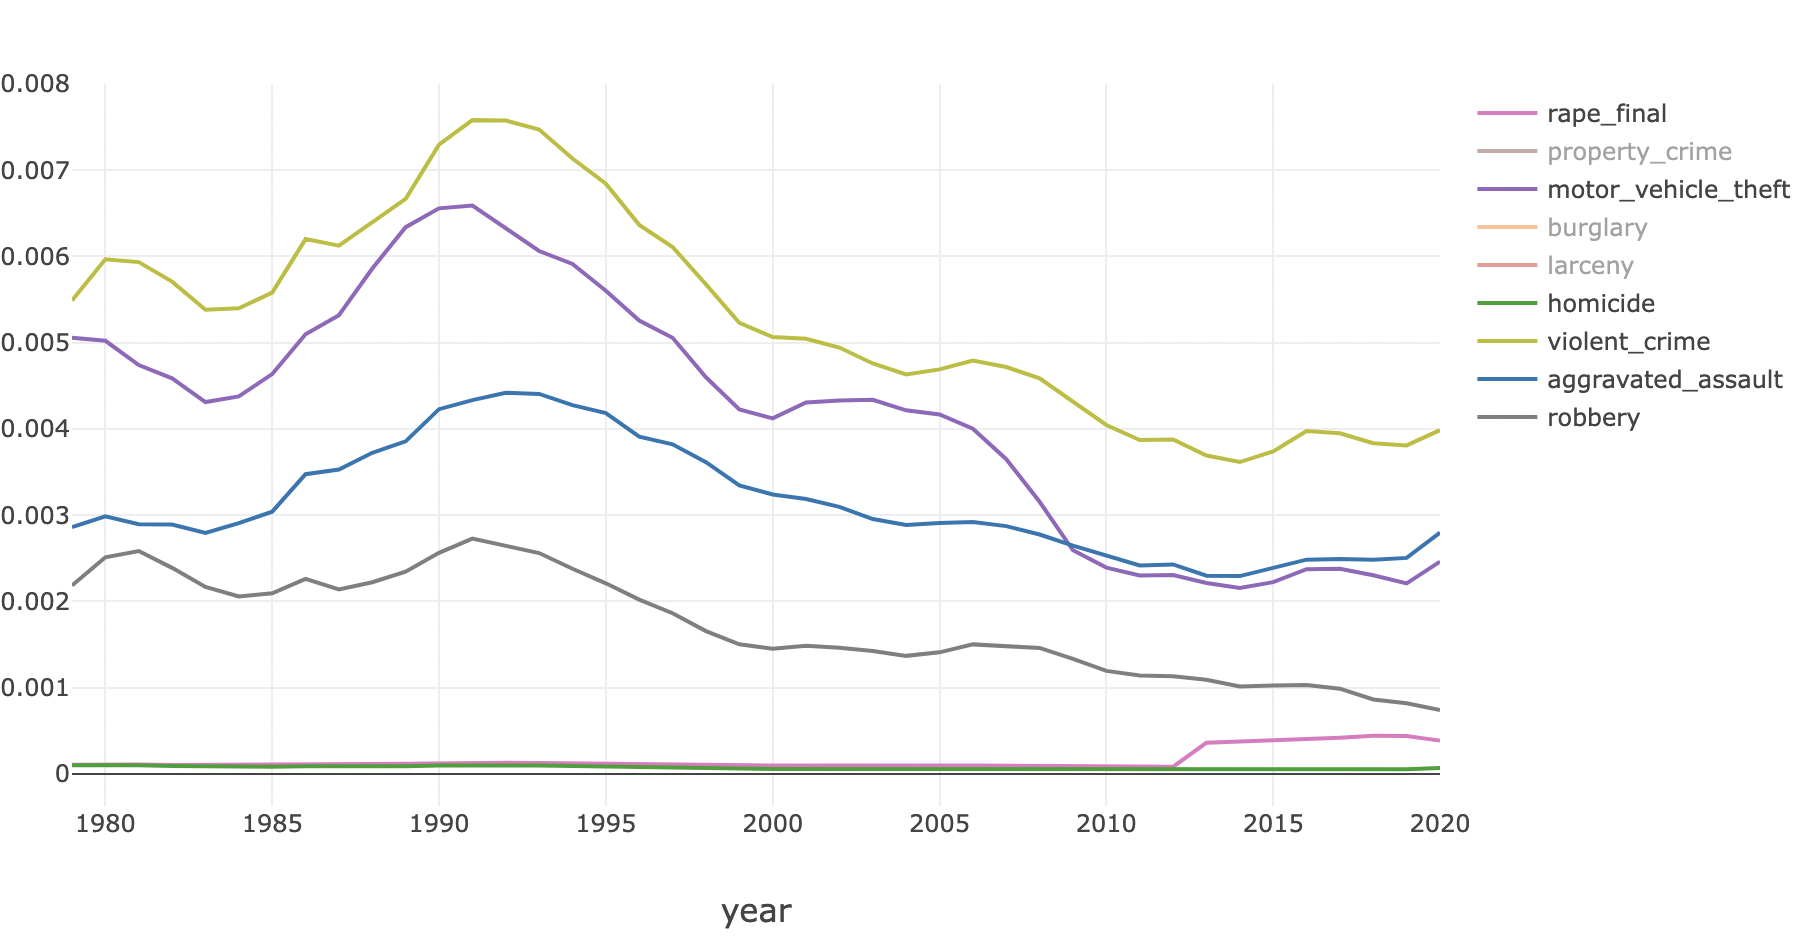 0.008
0.007
0.006
0.005
0.004
0.003
0.002
0.001
0
1980 1985 1990 1995 2000 2005 2010 2015 2020
year
rape_final
property_crime
motor_vehicle_theft
burglary
larceny
homicide
violent_crime
aggravated_assault
robbery